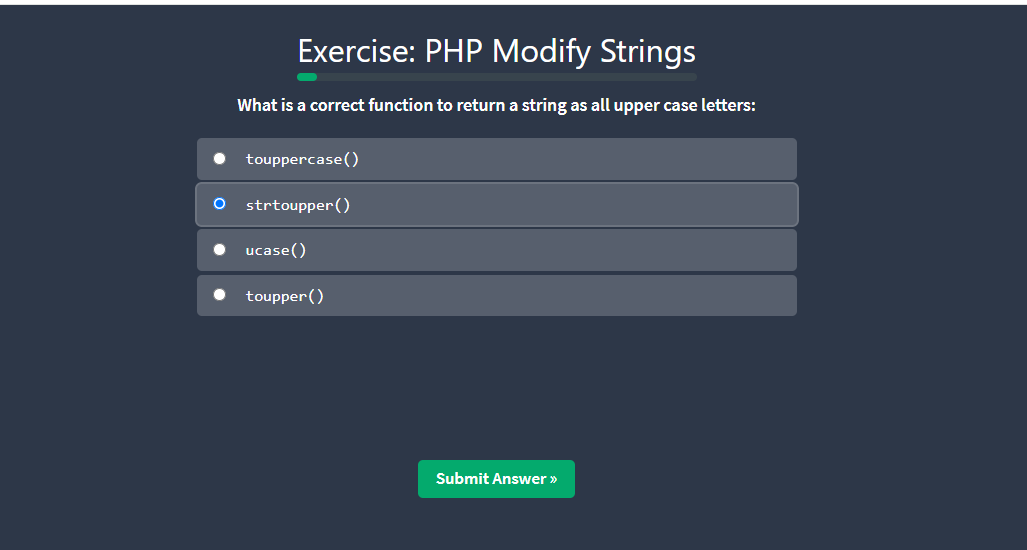 Exercise: PHP Modify Strings
What is a correct function to return a string as all upper case letters:
touppercase()
strtoupper()
ucase()
toupper()
Submit Answer »